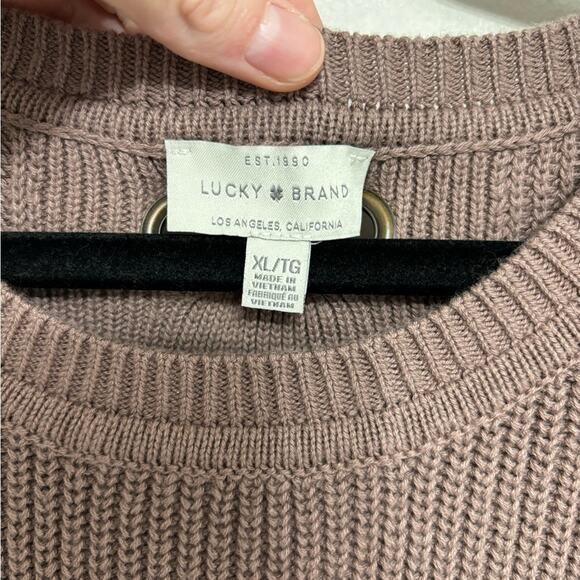 EST.1990
LUCKY BRAND
LOS ANGELES, CALIFORNIA
XL/TG
MADE IN
VIETNAM
FABRIQUÉ AU
VIETNAM